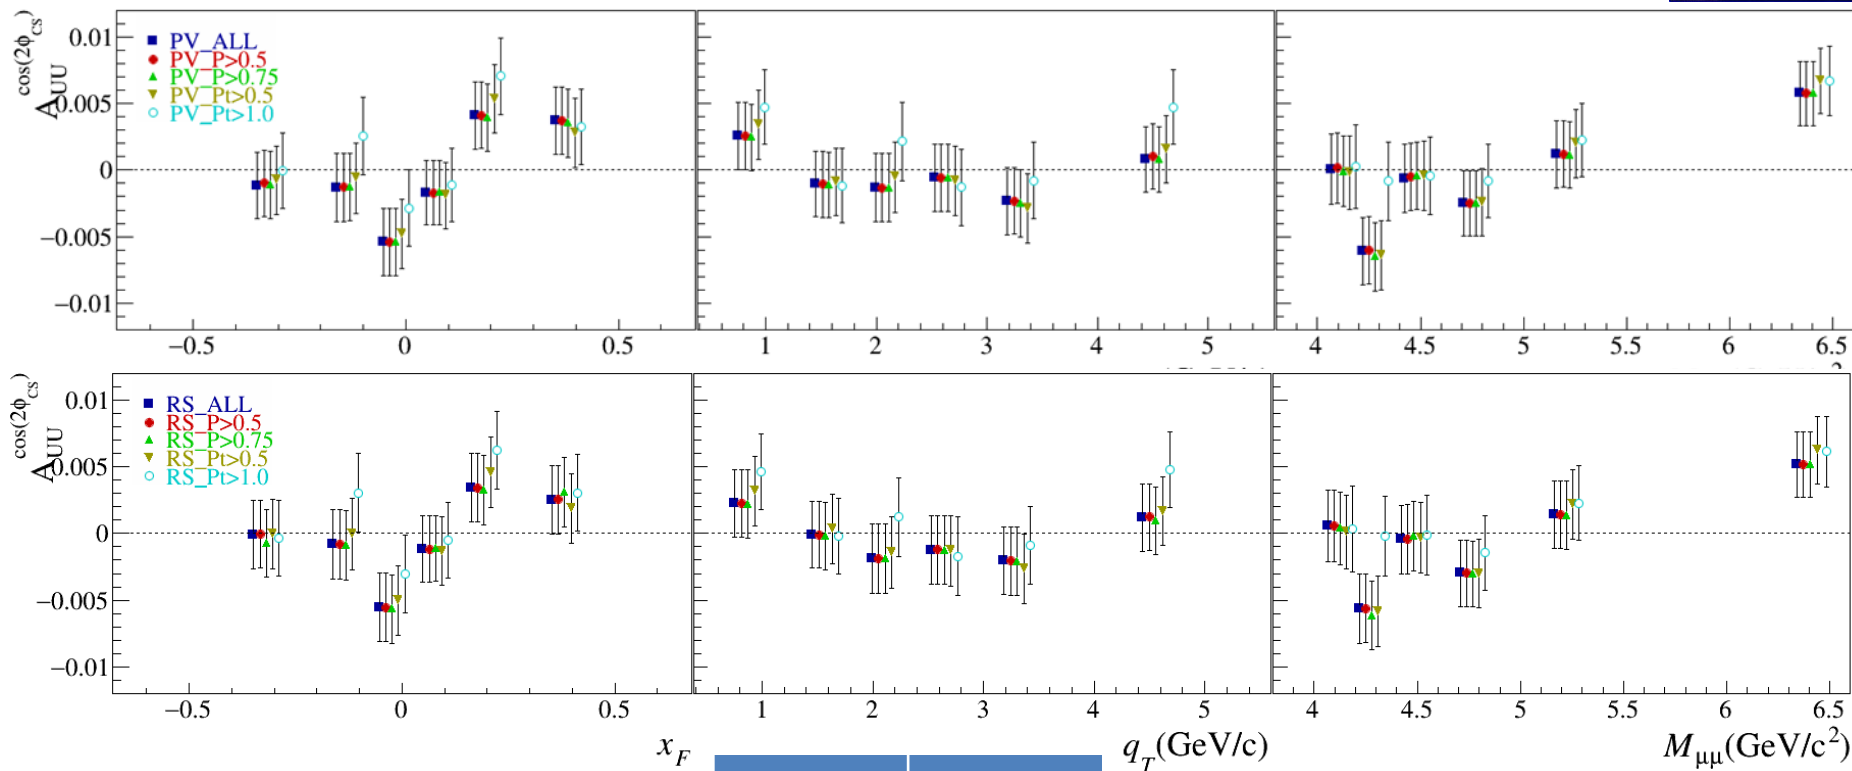 A_UU^cos(2φ_CS)
0.01
0.005
0
−0.005
−0.01
PV_ALL
PV_P>0.5
PV_P>0.75
PV_Pt>0.5
PV_Pt>1.0
−0.5 0 0.5
1 2 3 4 5
4 4.5 5 5.5 6 6.5
A_UU^cos(2φ_CS)
0.01
0.005
0
−0.005
−0.01
RS_ALL
RS_P>0.5
RS_P>0.75
RS_Pt>0.5
RS_Pt>1.0
−0.5 0 0.5
1 2 3 4 5
4 4.5 5 5.5 6 6.5
x_F
q_T(GeV/c)
M_μμ(GeV/c²)